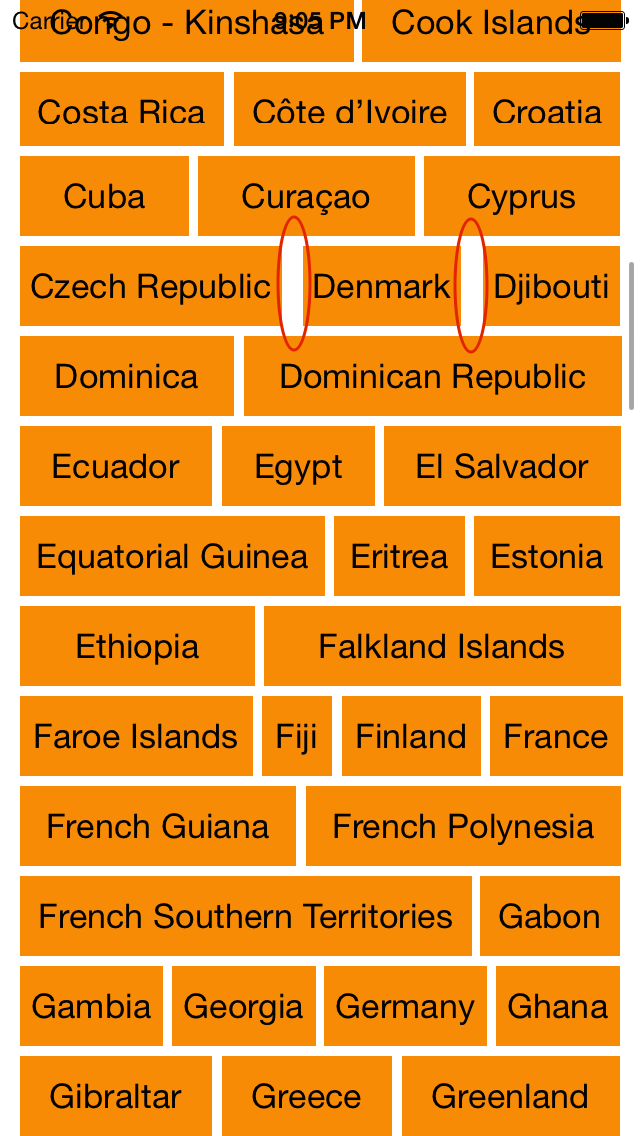 Carrier 9:05 PM
Congo - Kinshasa Cook Islands
Costa Rica Côte d’Ivoire Croatia
Cuba Curaçao Cyprus
Czech Republic Denmark Djibouti
Dominica Dominican Republic
Ecuador Egypt El Salvador
Equatorial Guinea Eritrea Estonia
Ethiopia Falkland Islands
Faroe Islands Fiji Finland France
French Guiana French Polynesia
French Southern Territories Gabon
Gambia Georgia Germany Ghana
Gibraltar Greece Greenland